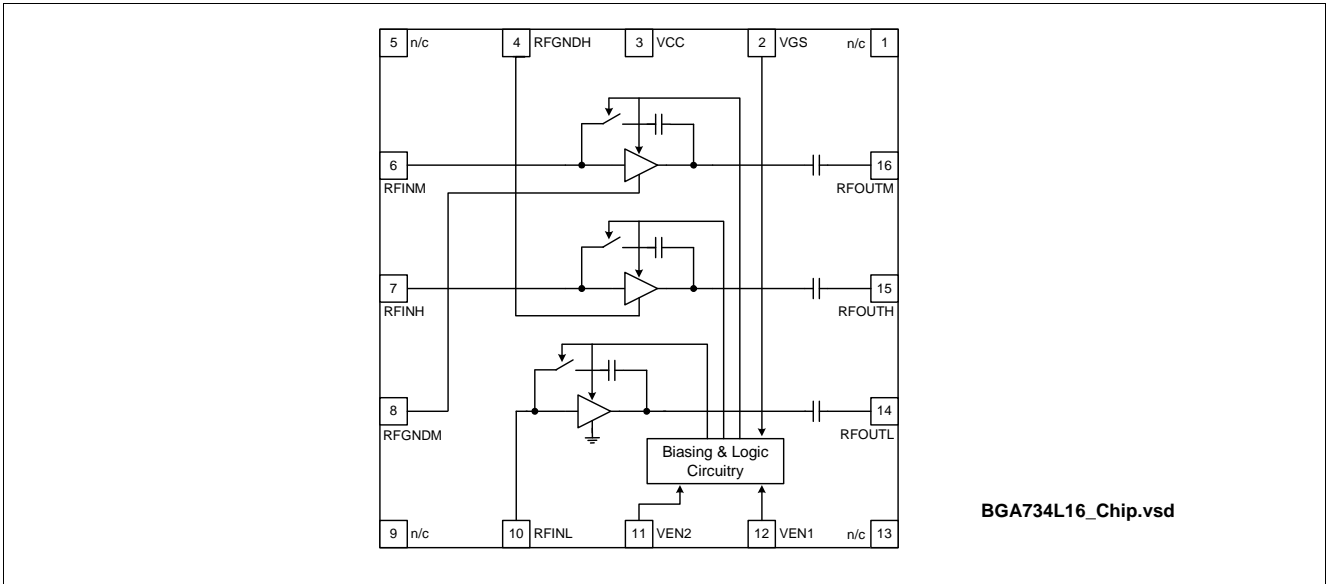 5 n/c 4 RFGNDH 3 VCC 2 VGS n/c 1
6 16
RFINM RFOUTM
7 15
RFINH RFOUTH
8 14
RFGNDM RFOUTL
Biasing & Logic
Circuitry
BGA734L16_Chip.vsd
9 n/c 10 RFINL 11 VEN2 12 VEN1 n/c 13